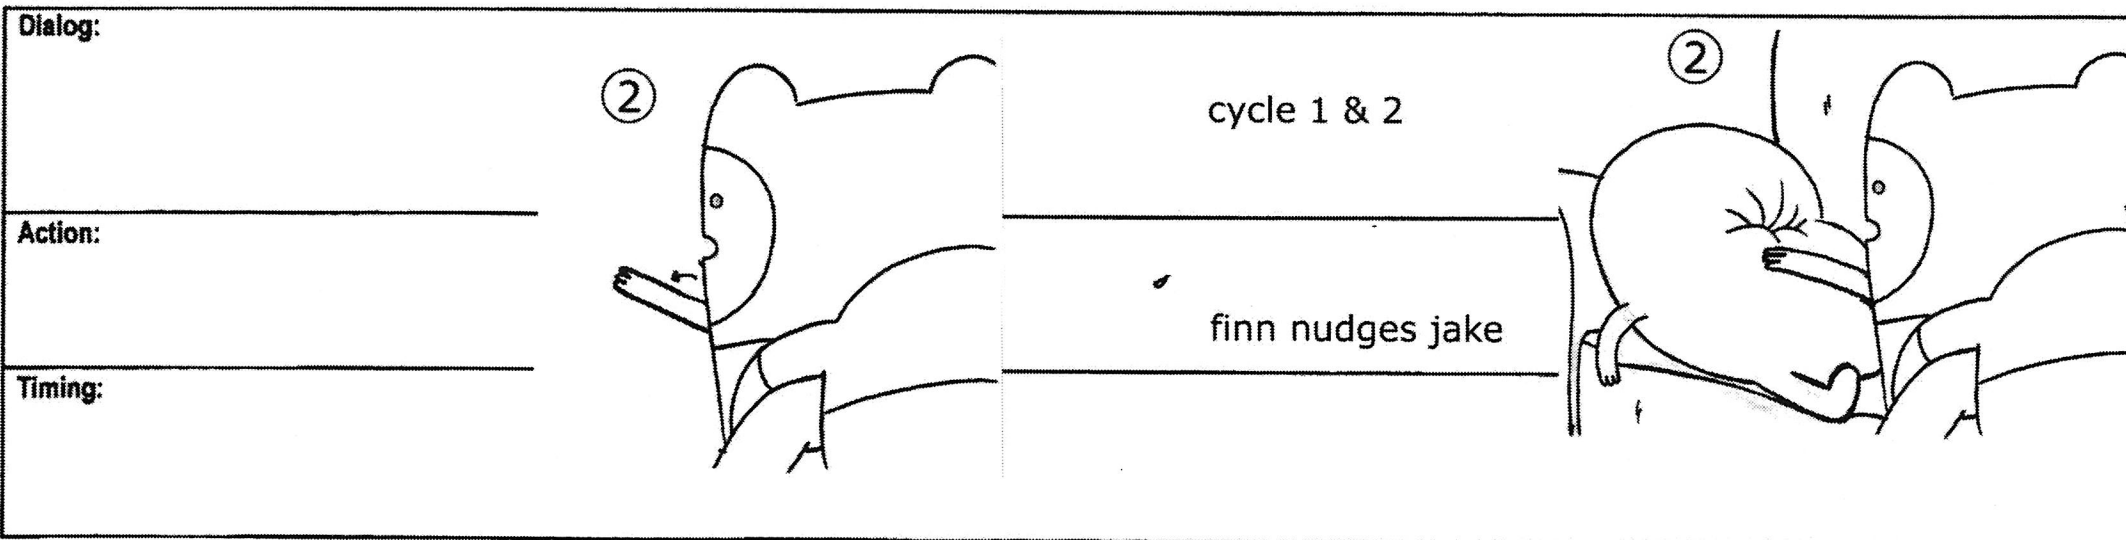 Dialog:
②
cycle 1 & 2
②
Action:
finn nudges jake
Timing: